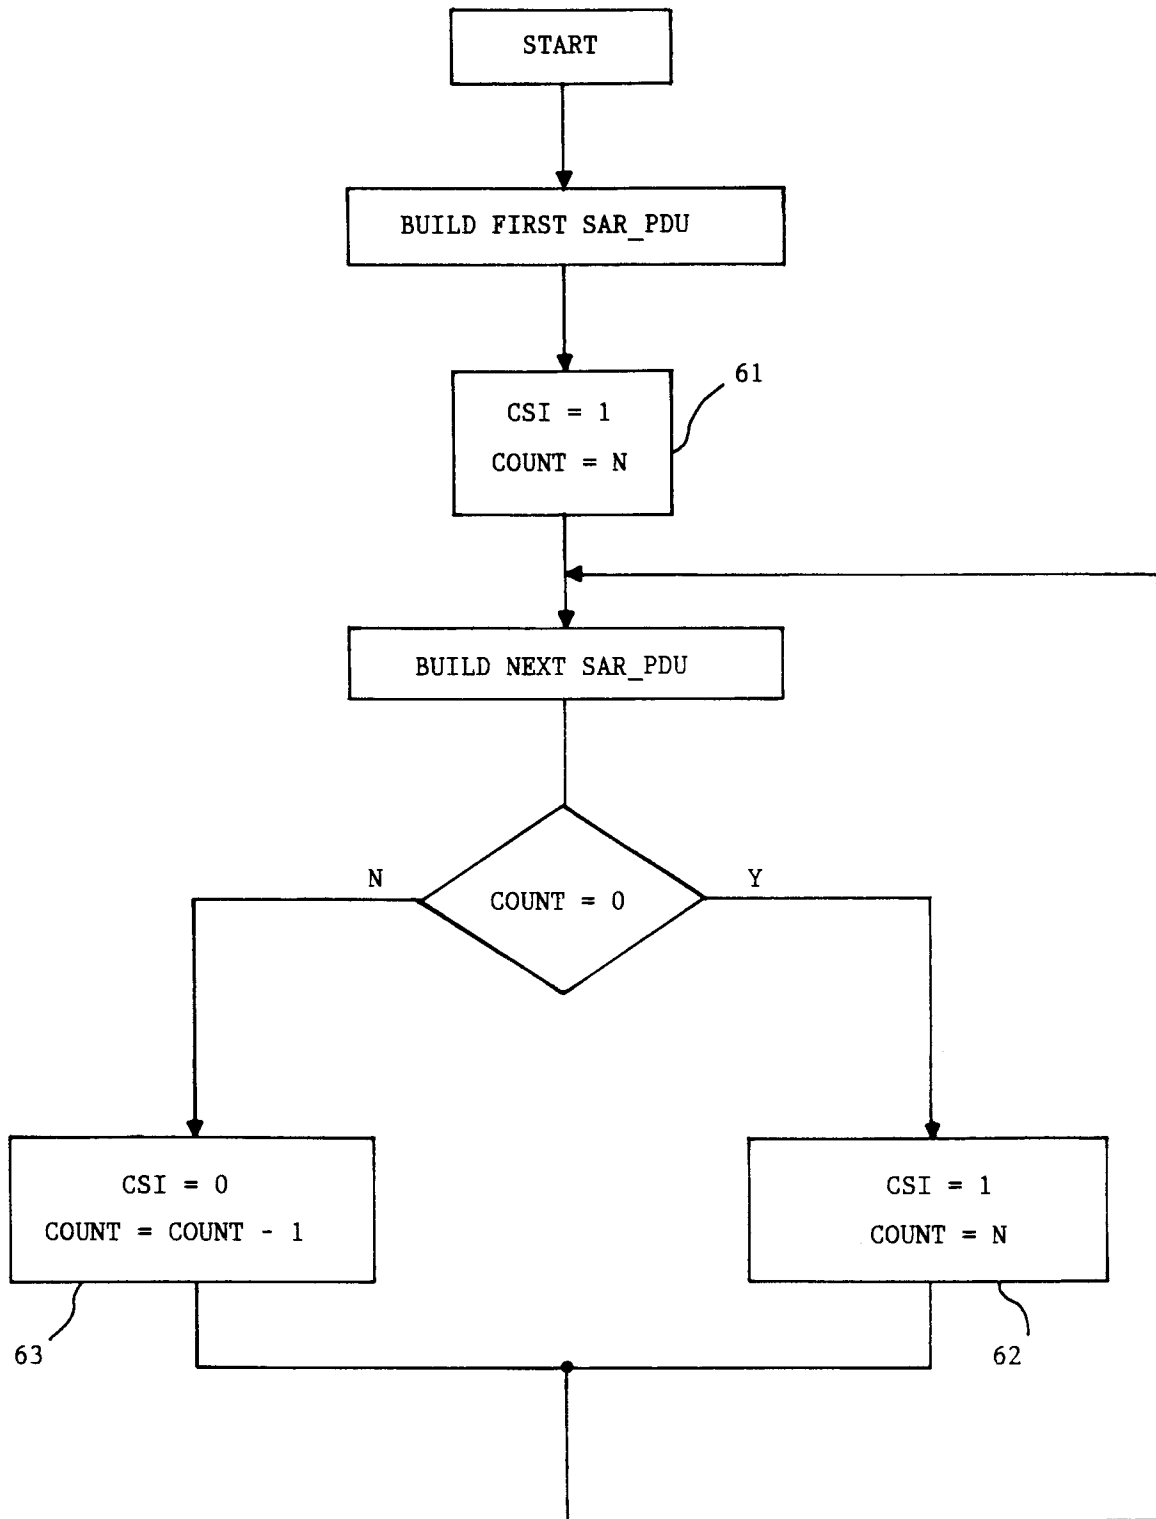 START
BUILD FIRST SAR_PDU
61
CSI = 1
COUNT = N
BUILD NEXT SAR_PDU
N
Y
COUNT = 0
CSI = 0
COUNT = COUNT - 1
CSI = 1
COUNT = N
63
62